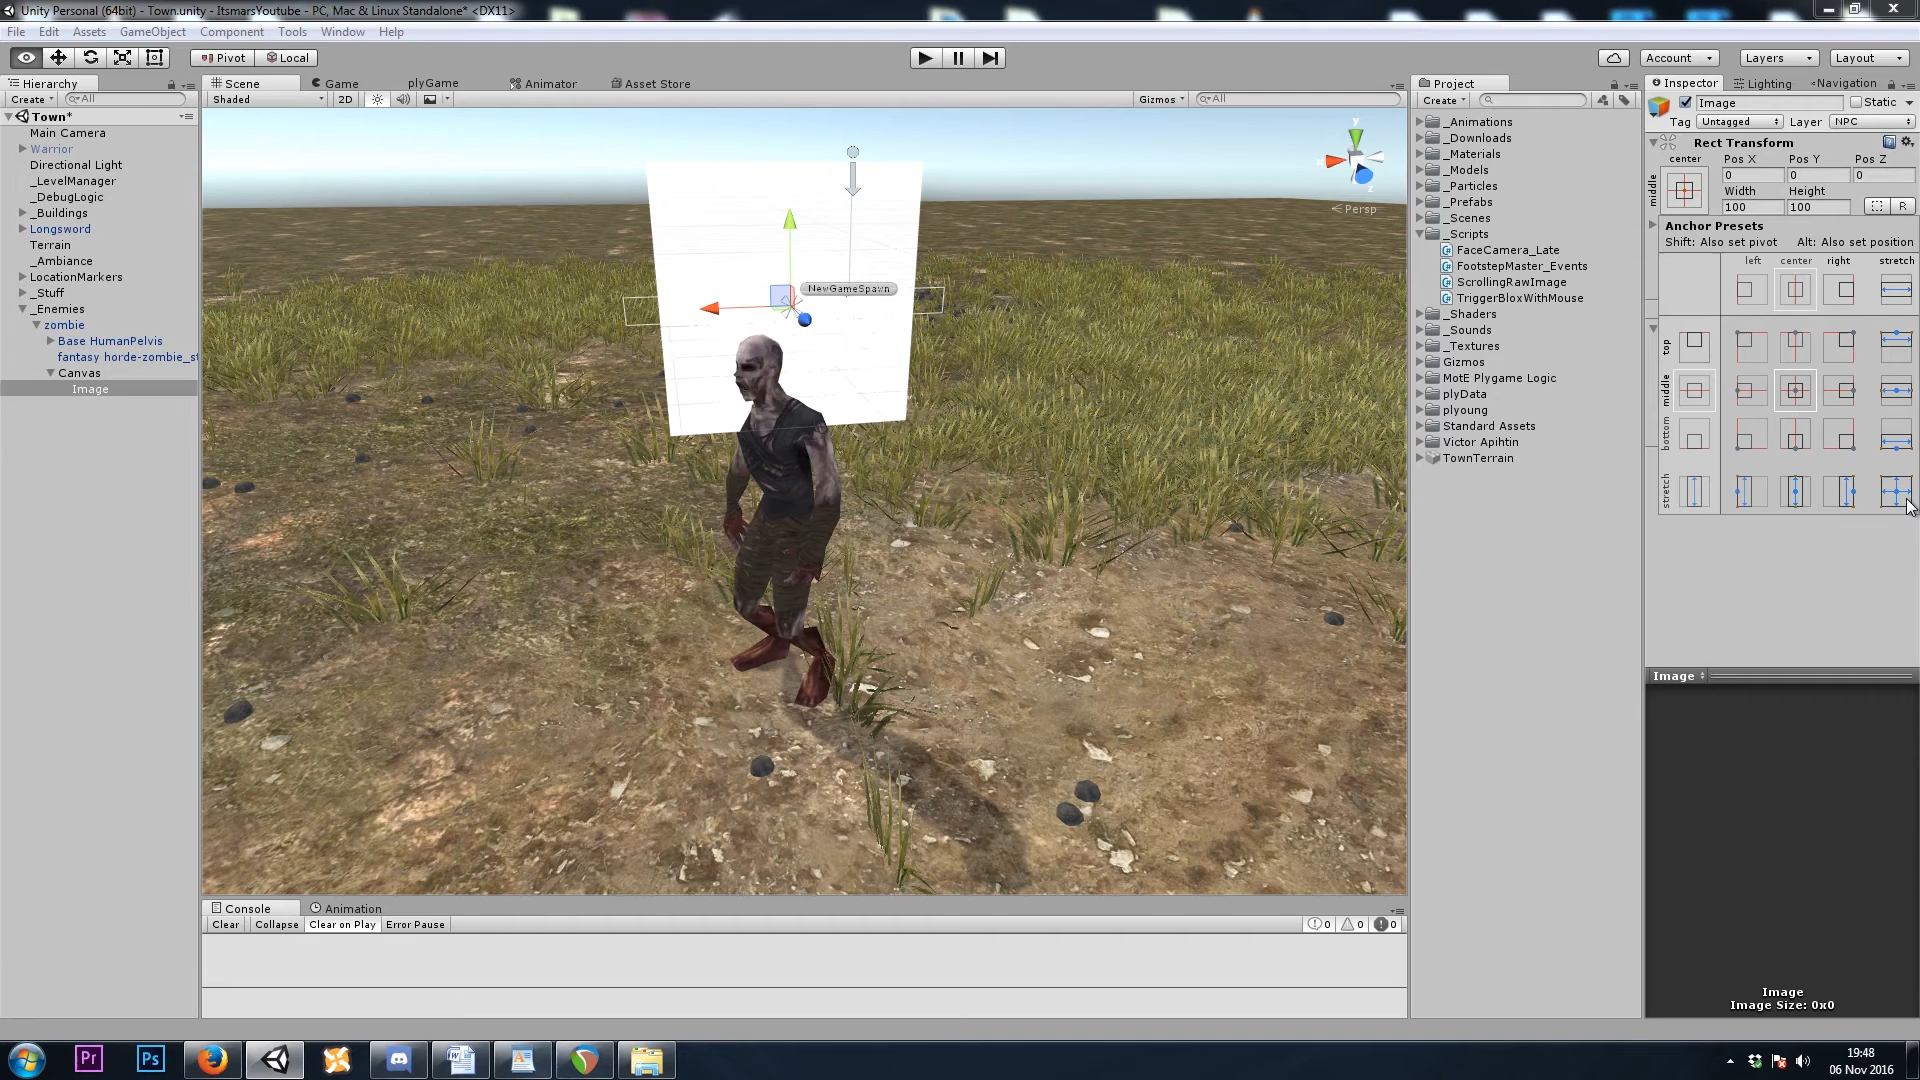 Unity Personal (64bit) - Town.unity - ItsmarsYoutube - PC, Mac & Linux Standalone* <DX11>
File Edit Assets GameObject Component Tools Window Help
Pivot Local Account Layers Layout
Hierarchy
Create All
Town*
Main Camera
Warrior
Directional Light
_LevelManager
_DebugLogic
_Buildings
Longsword
Terrain
_Ambiance
LocationMarkers
_Stuff
_Enemies
zombie
Base HumanPelvis
fantasy horde-zombie_st
Canvas
Image
Scene Game plyGame Animator Asset Store
Shaded 2D Gizmos All
y
z
Persp
NewGameSpawn
Console Animation
Clear Collapse Clear on Play Error Pause 0 0 0
Project
Create
_Animations
_Downloads
_Materials
_Models
_Particles
_Prefabs
_Scenes
_Scripts
FaceCamera_Late
FootstepMaster_Events
ScrollingRawImage
TriggerBloxWithMouse
_Shaders
_Sounds
_Textures
Gizmos
MotE Plygame Logic
plyData
plyoung
Standard Assets
Victor Apihtin
TownTerrain
Inspector Lighting Navigation
Image Static
Tag Untagged Layer NPC
Rect Transform
center Pos X Pos Y Pos Z
middle 0 0 0
Width Height
100 100 R
Anchor Presets
Shift: Also set pivot Alt: Also set position
left center right stretch
top
middle
bottom
stretch
Image
Image
Image Size: 0x0
Pr Ps
19:48
06 Nov 2016